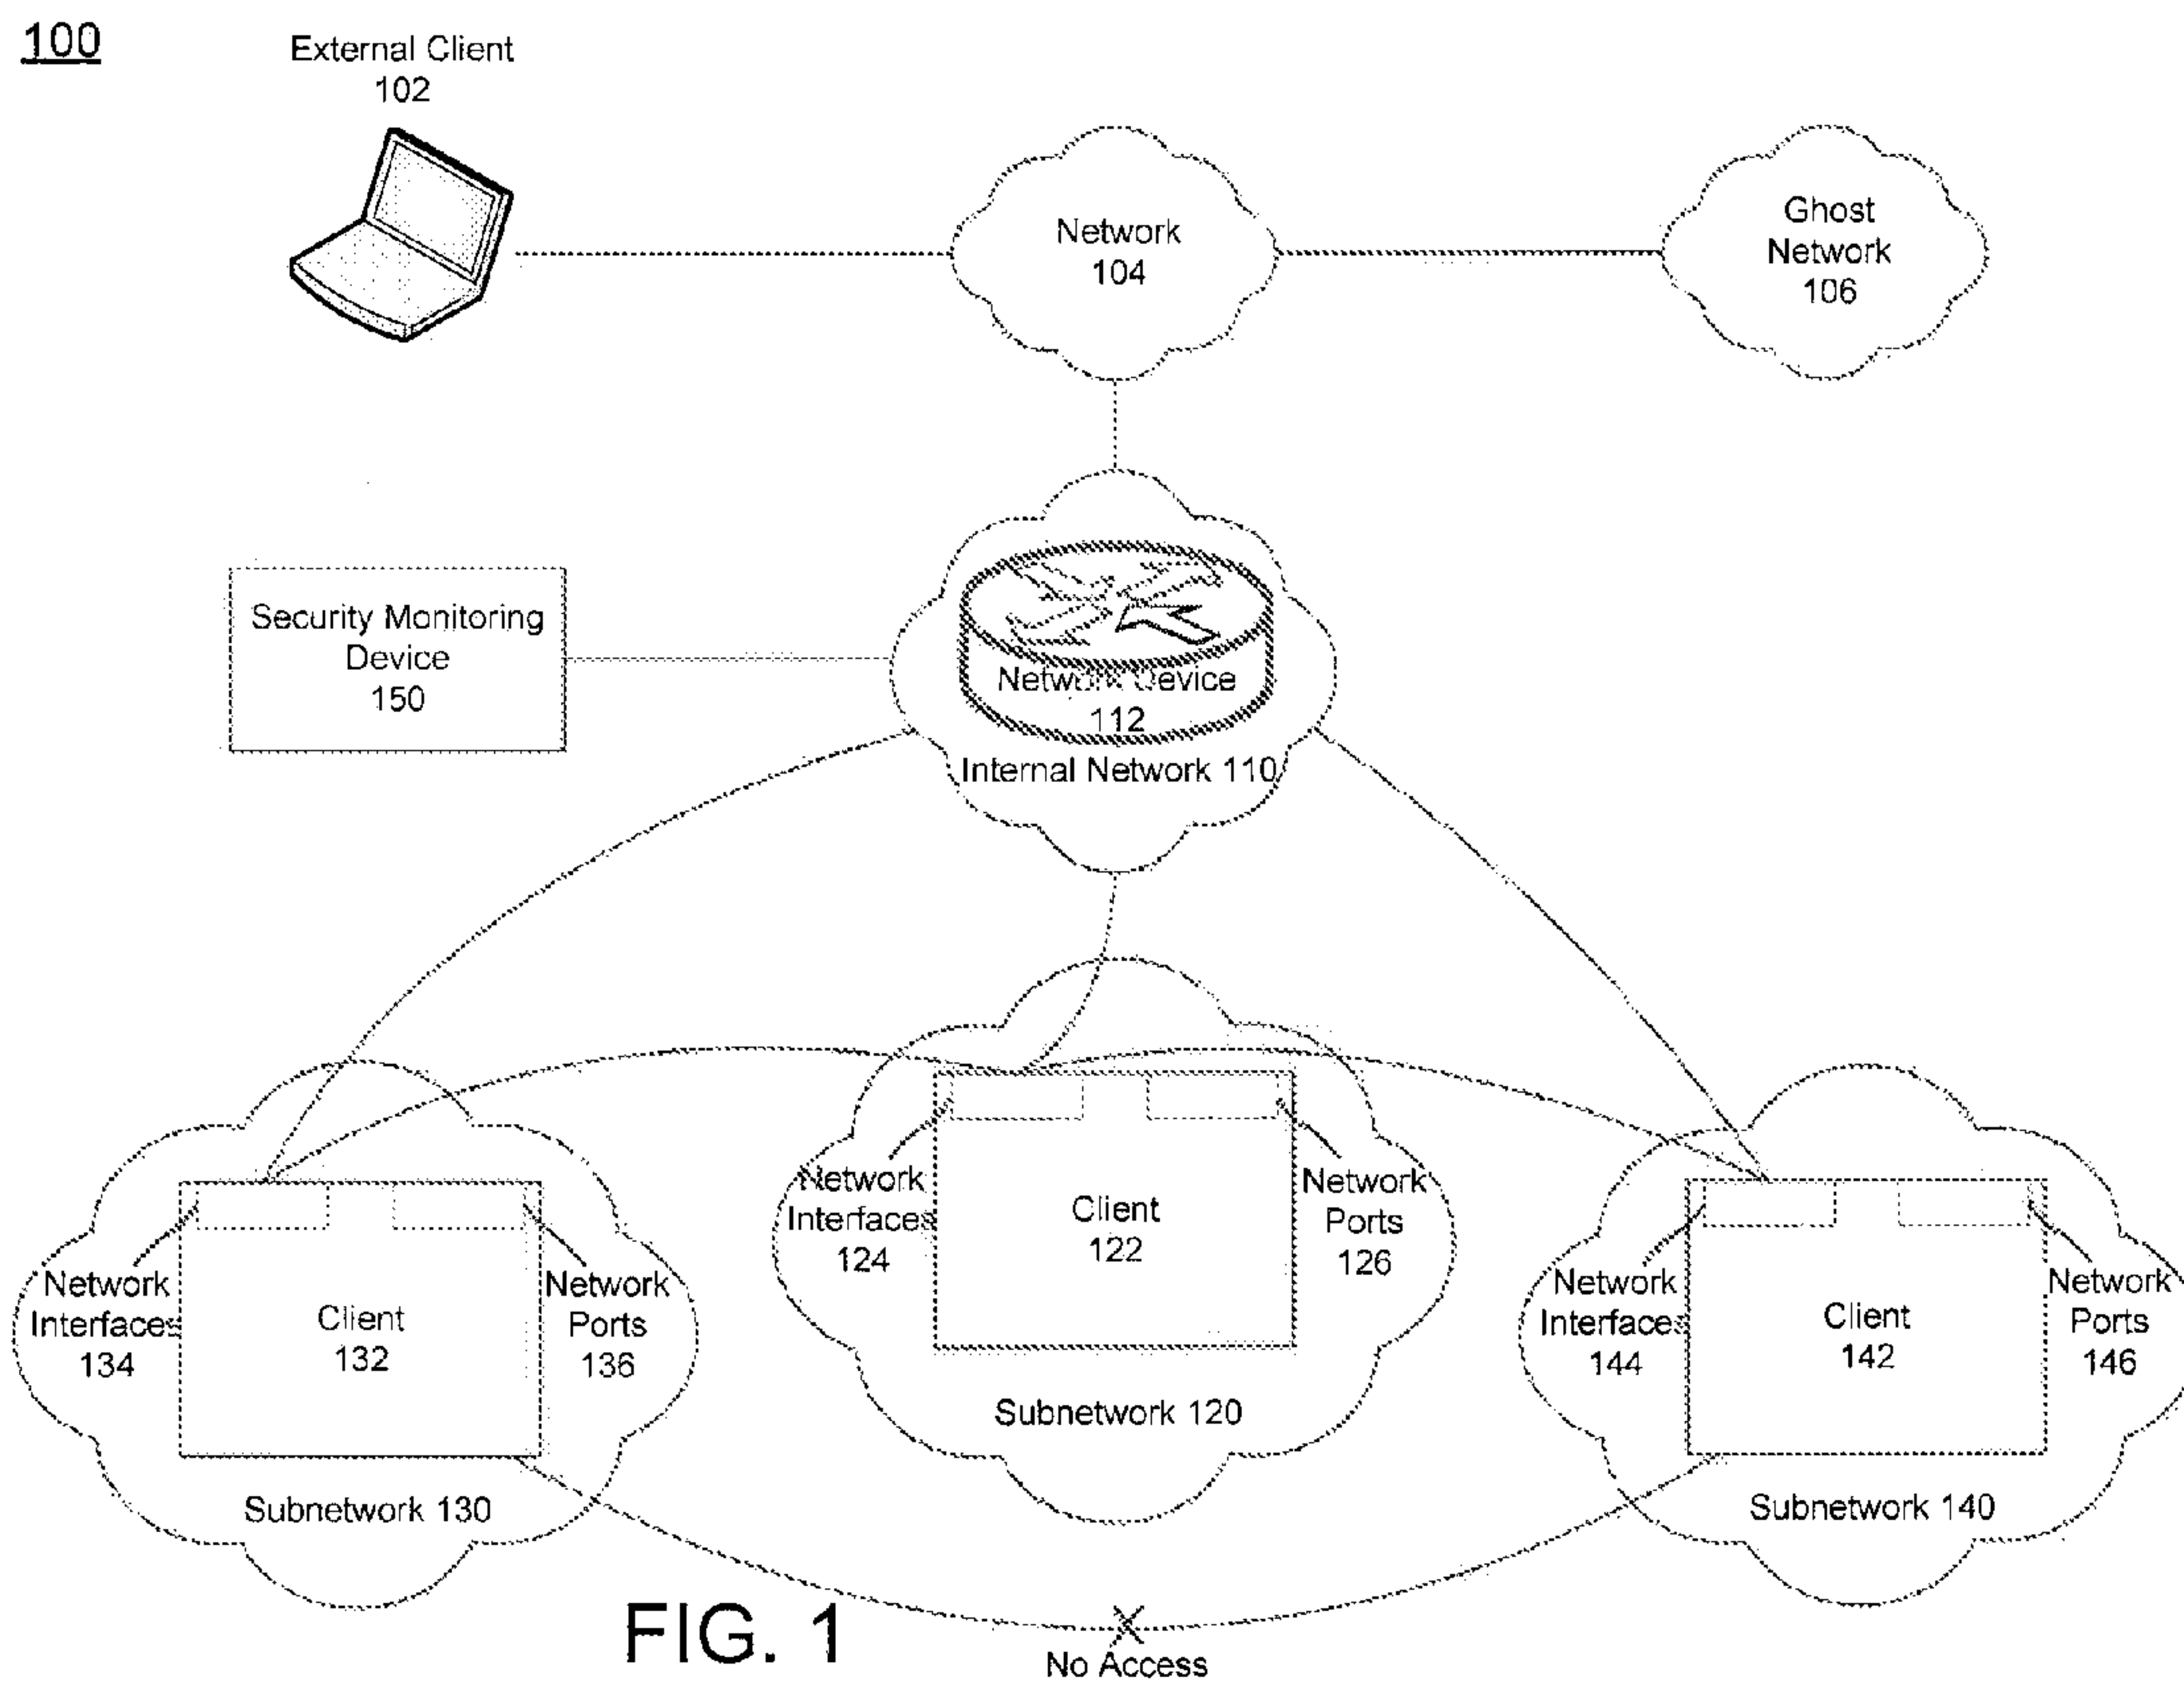 100
External Client
102
Network
104
Ghost
Network
106
Security Monitoring
Device
150
Network Device
112
Internal Network 110
Network
Interfaces
124
Client
122
Network
Ports
126
Subnetwork 120
Network
Interfaces
134
Client
132
Network
Ports
136
Subnetwork 130
Network
Interfaces
144
Client
142
Network
Ports
146
Subnetwork 140
No Access
FIG. 1